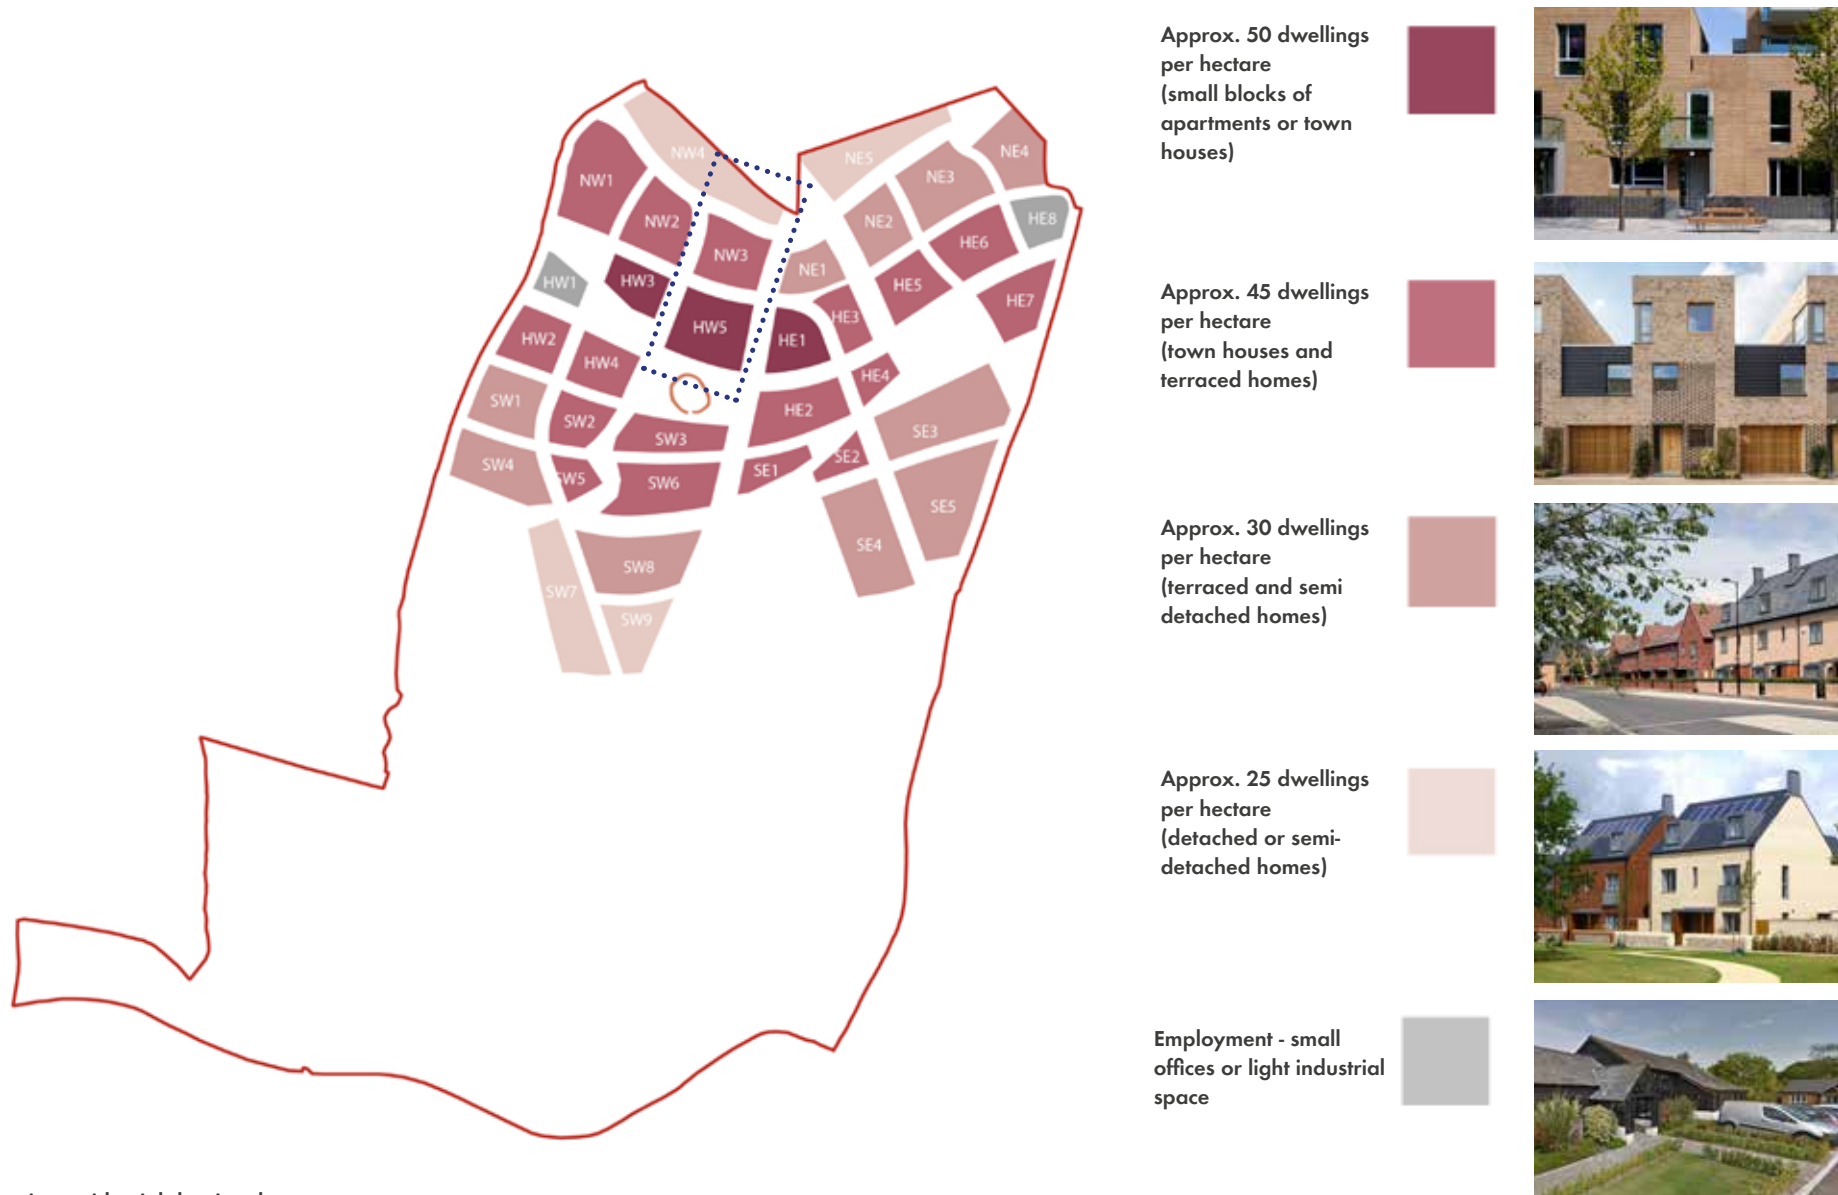 Approx. 50 dwellings
per hectare
(small blocks of
apartments or town
houses)
Approx. 45 dwellings
per hectare
(town houses and
terraced homes)
Approx. 30 dwellings
per hectare
(terraced and semi
detached homes)
Approx. 25 dwellings
per hectare
(detached or semi-
detached homes)
Employment - small
offices or light industrial
space
NW4
NE5
NE4
NW1
NE3
NW2
NE2
HE8
HE6
NW3
NE1
HW1
HW3
HE5
HE7
HW5
HE3
HE1
HW2
HW4
HE4
SW1
HE2
SW2
SW3
SE3
SE2
SW4
SE1
SW5
SW6
SE5
SE4
SW8
SW7
SW9